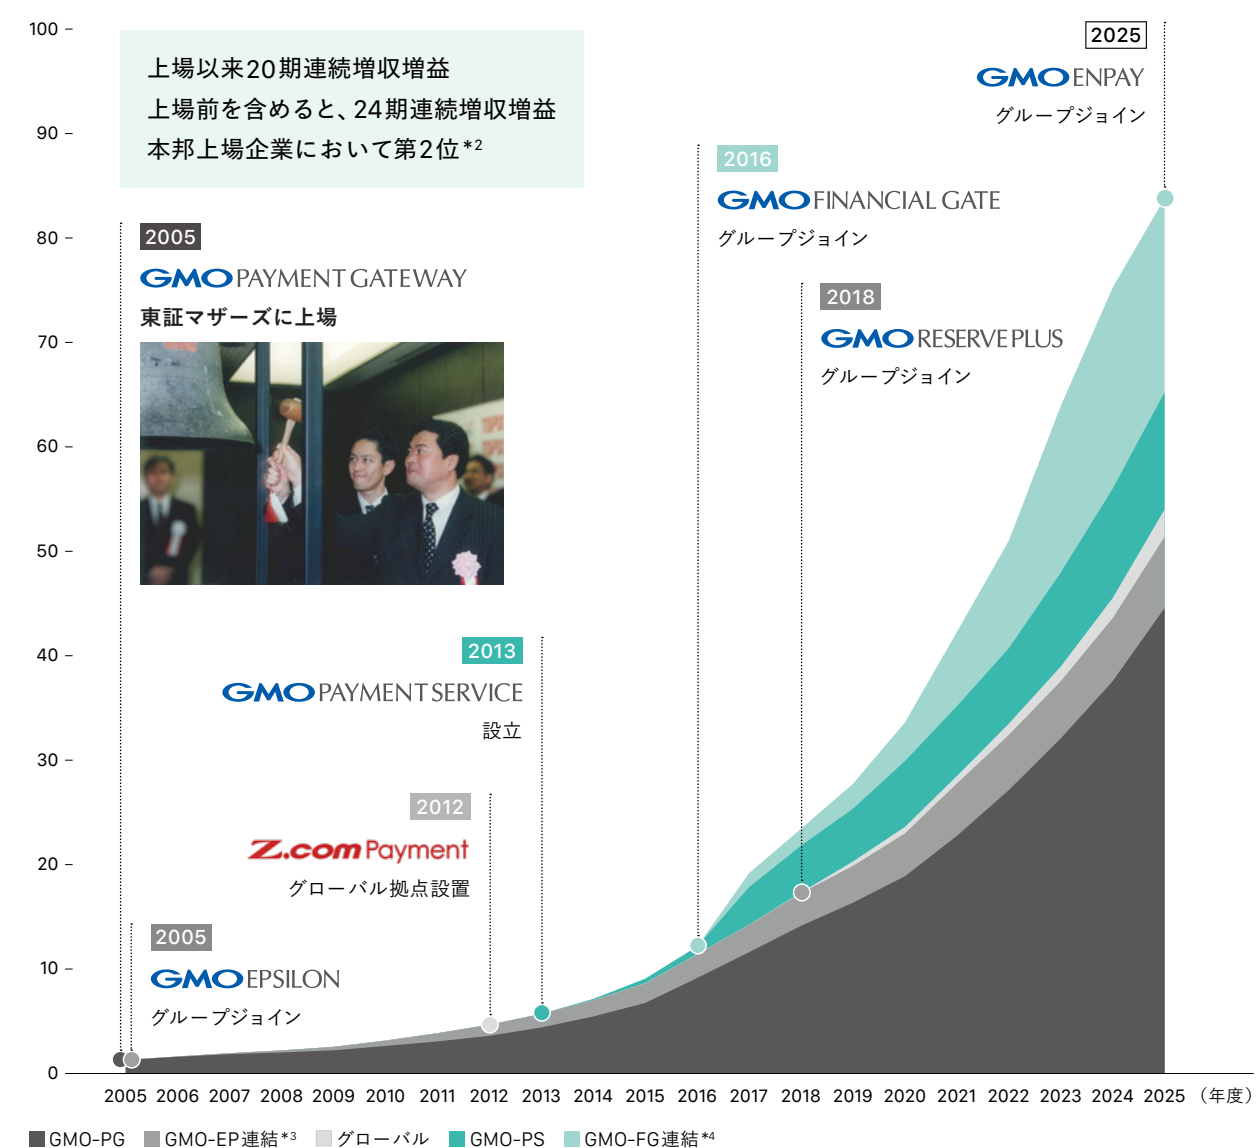 上場以来20期連続増収増益
上場前を含めると、24期連続増収増益
本邦上場企業において第2位*2
100
90
80
70
60
50
40
30
20
10
0
2005
GMO PAYMENT GATEWAY
東証マザーズに上場
2005
GMO EPSILON
グループジョイン
2012
Z.com Payment
グローバル拠点設置
2013
GMO PAYMENT SERVICE
設立
2016
GMO FINANCIAL GATE
グループジョイン
2018
GMO RESERVE PLUS
グループジョイン
2025
GMO ENPAY
グループジョイン
2005 2006 2007 2008 2009 2010 2011 2012 2013 2014 2015 2016 2017 2018 2019 2020 2021 2022 2023 2024 2025 （年度）
GMO-PG GMO-EP連結*3 グローバル GMO-PS GMO-FG連結*4